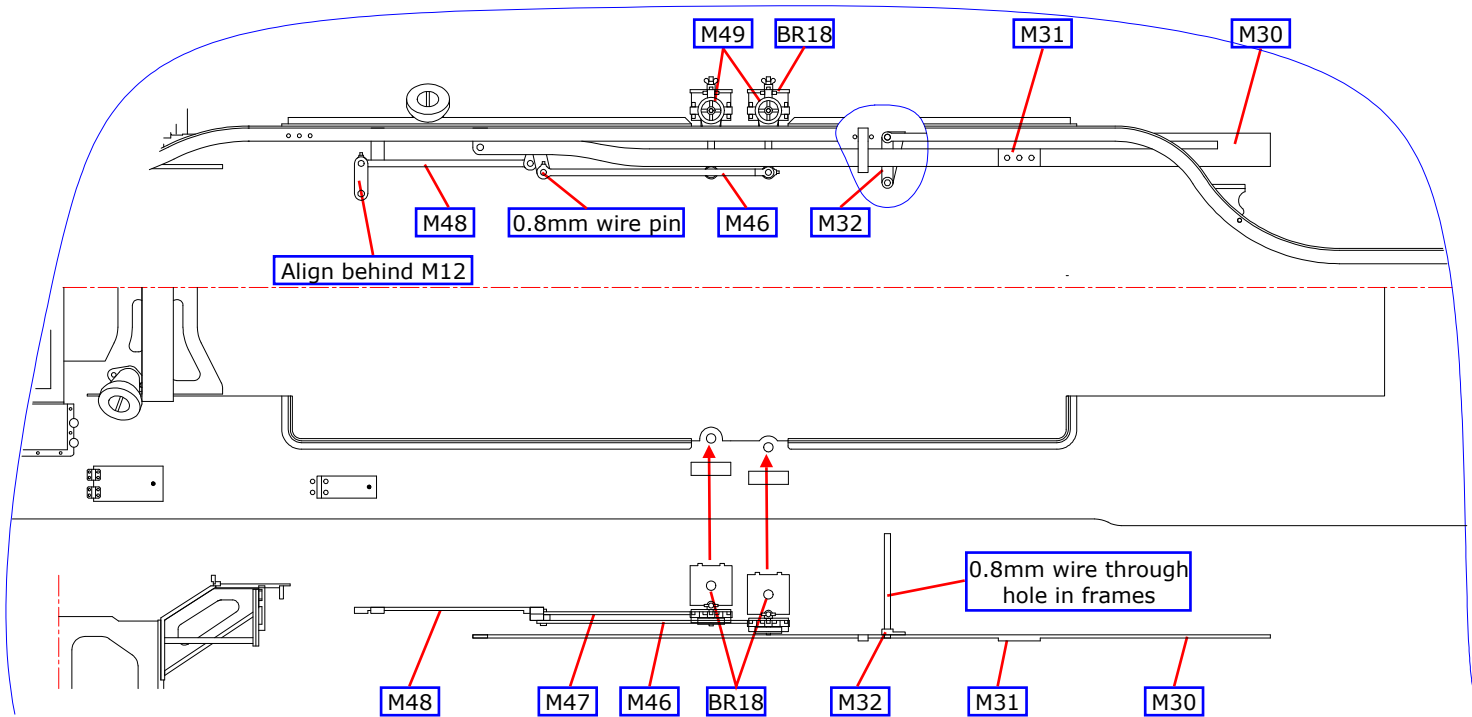 M49
BR18
M31
M30
M48
0.8mm wire pin
M46
M32
Align behind M12
0.8mm wire through
hole in frames
M48
M47
M46
BR18
M32
M31
M30